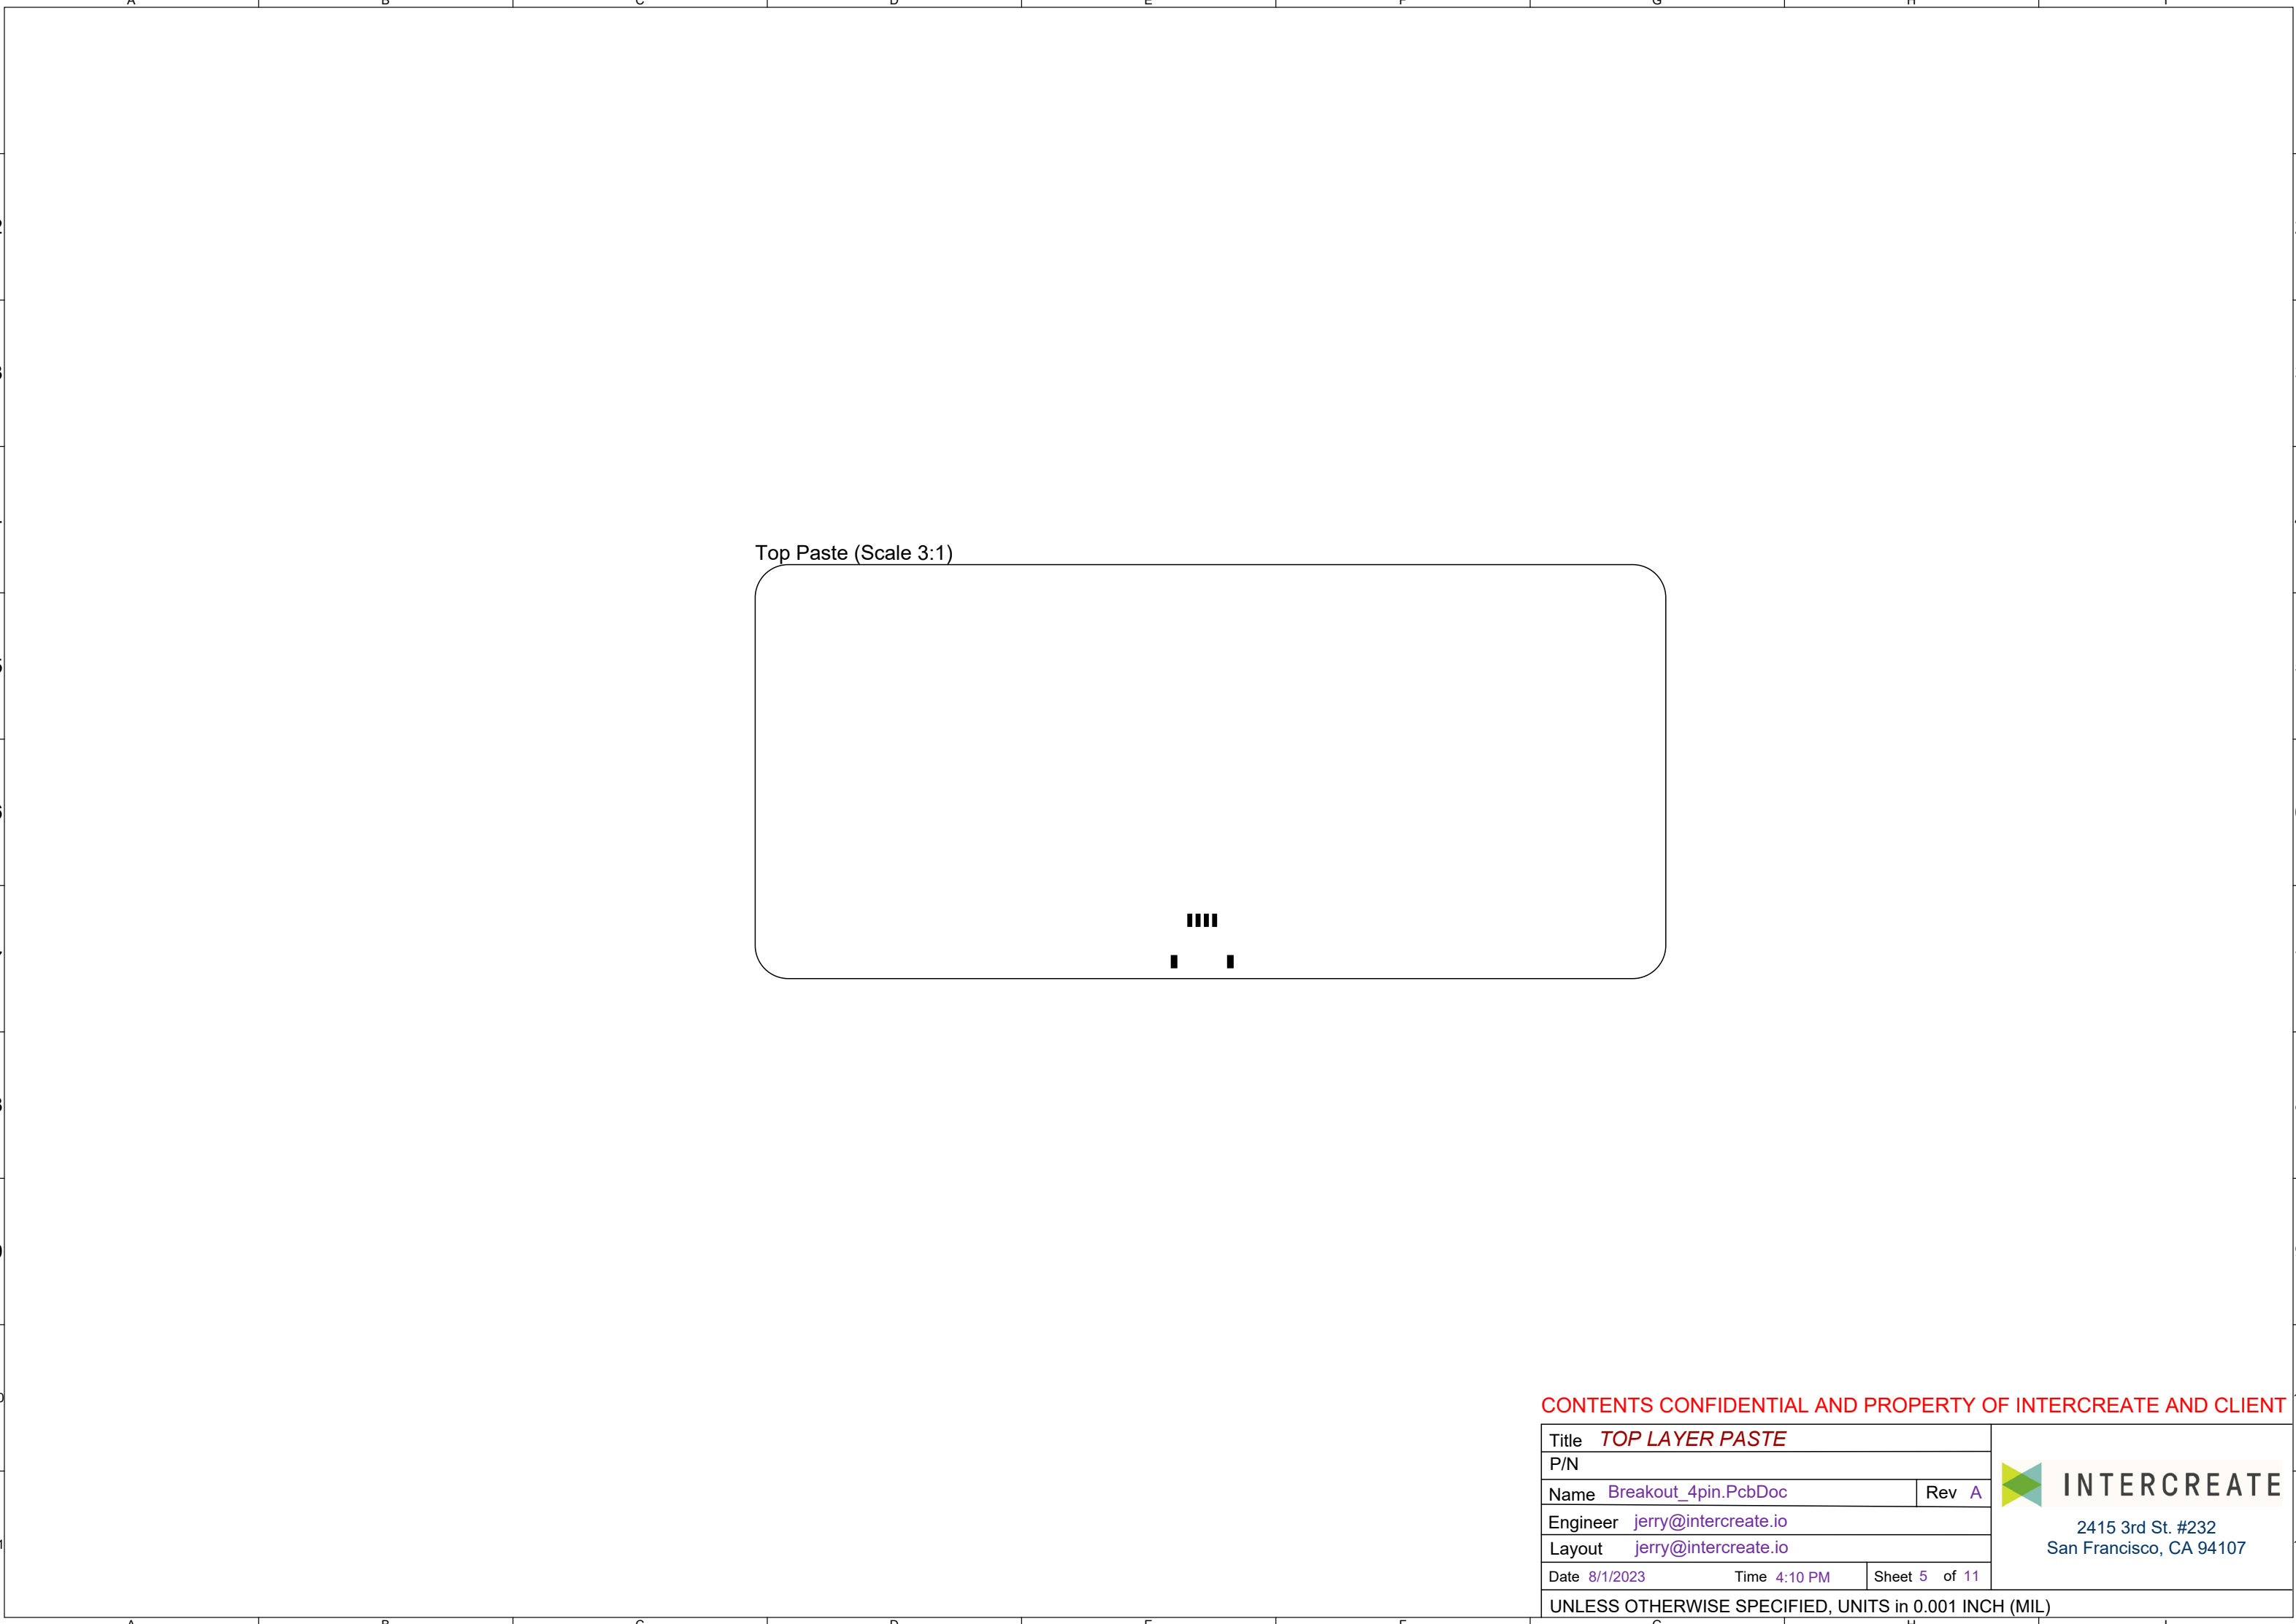 A B C D E F G H I
Top Paste (Scale 3:1)
CONTENTS CONFIDENTIAL AND PROPERTY OF INTERCREATE AND CLIENT
Title TOP LAYER PASTE
P/N
Name Breakout_4pin.PcbDoc Rev A
Engineer jerry@intercreate.io
Layout jerry@intercreate.io
Date 8/1/2023 Time 4:10 PM Sheet 5 of 11
UNLESS OTHERWISE SPECIFIED, UNITS in 0.001 INCH (MIL)
INTERCREATE
2415 3rd St. #232
San Francisco, CA 94107